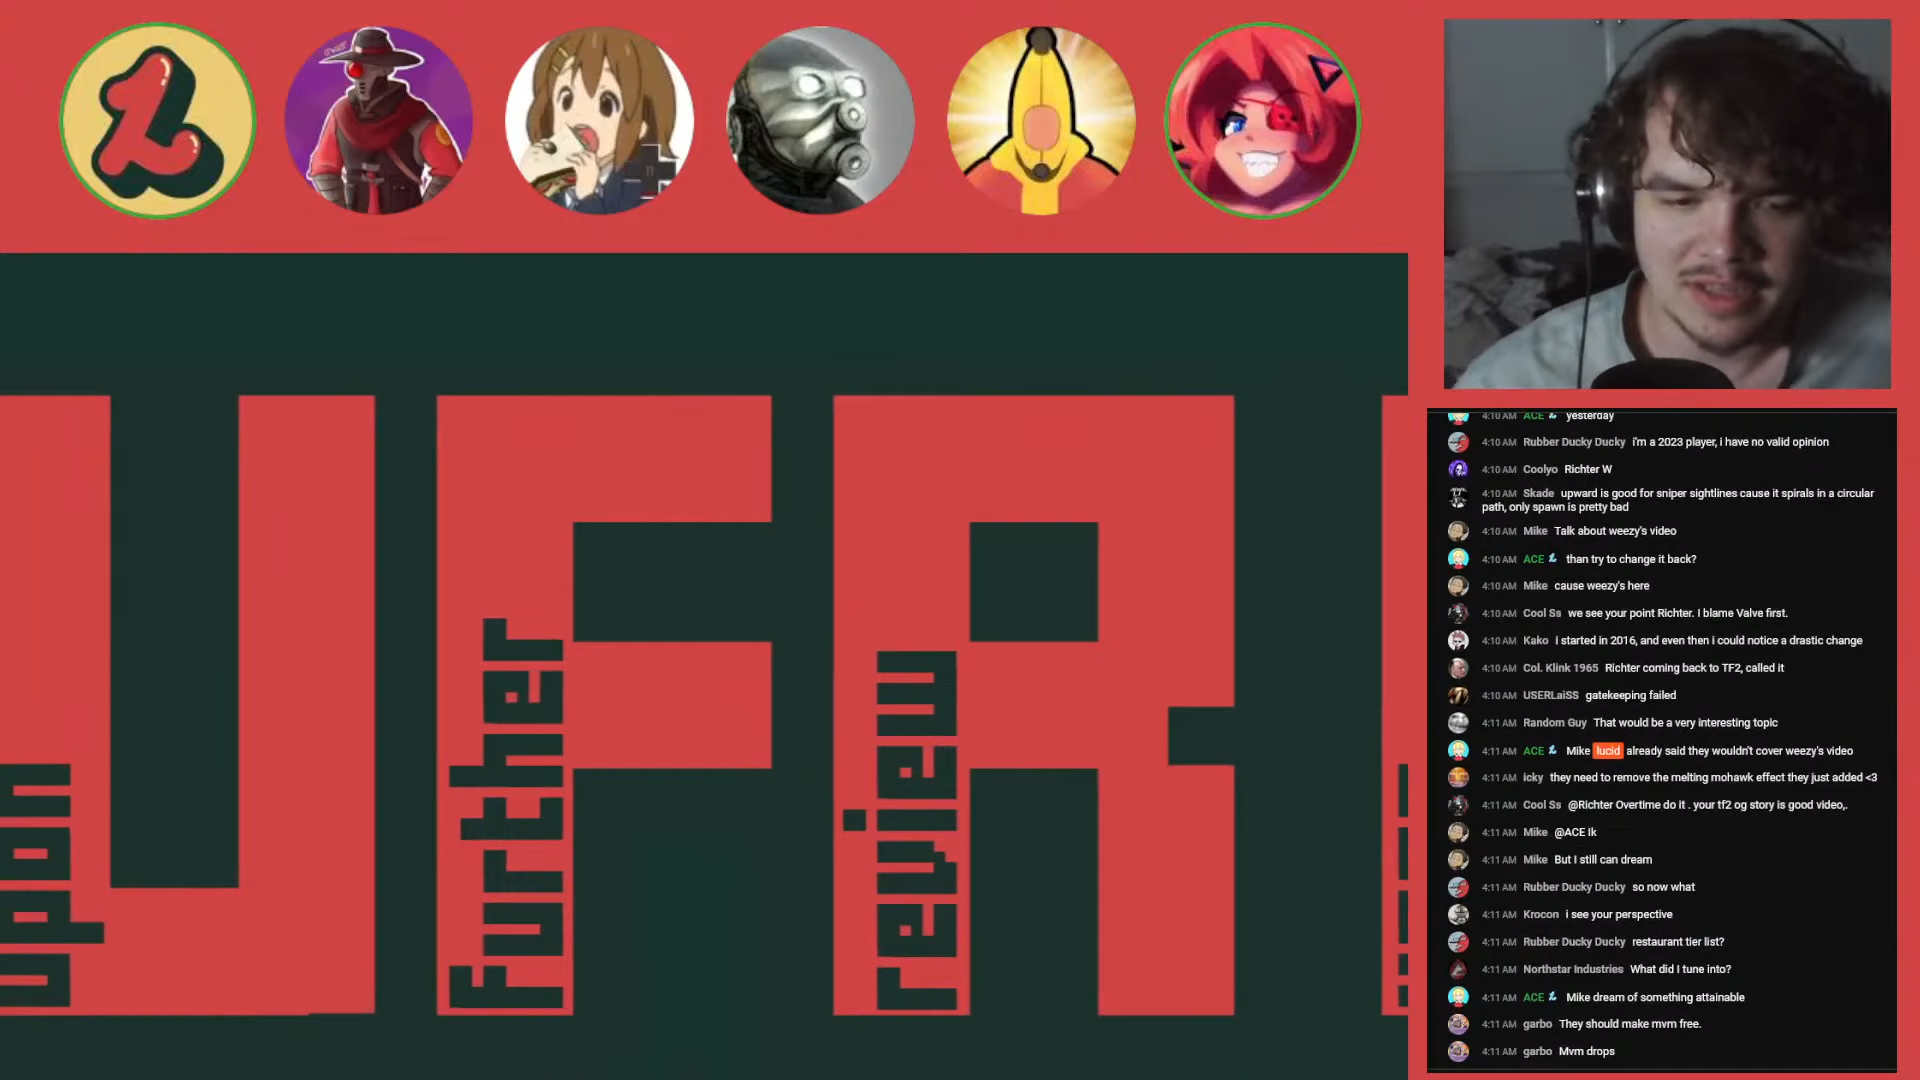 U F R
upon
Further
review
4:10 AM ACE yesterday
4:10 AM Rubber Ducky Ducky i'm a 2023 player, i have no valid opinion
4:10 AM Coolyo Richter W
4:10 AM Skade upward is good for sniper sightlines cause it spirals in a circular
path, only spawn is pretty bad
4:10 AM Mike Talk about weezy's video
4:10 AM ACE than try to change it back?
4:10 AM Mike cause weezy's here
4:10 AM Cool Ss we see your point Richter. I blame Valve first.
4:10 AM Kako i started in 2016, and even then i could notice a drastic change
4:10 AM Col. Klink 1965 Richter coming back to TF2, called it
4:10 AM USERLaiSS gatekeeping failed
4:11 AM Random Guy That would be a very interesting topic
4:11 AM ACE Mike lucid already said they wouldn't cover weezy's video
4:11 AM icky they need to remove the melting mohawk effect they just added <3
4:11 AM Cool Ss @Richter Overtime do it . your tf2 og story is good video,.
4:11 AM Mike @ACE Ik
4:11 AM Mike But I still can dream
4:11 AM Rubber Ducky Ducky so now what
4:11 AM Krocon i see your perspective
4:11 AM Rubber Ducky Ducky restaurant tier list?
4:11 AM Northstar Industries What did I tune into?
4:11 AM ACE Mike dream of something attainable
4:11 AM garbo They should make mvm free.
4:11 AM garbo Mvm drops